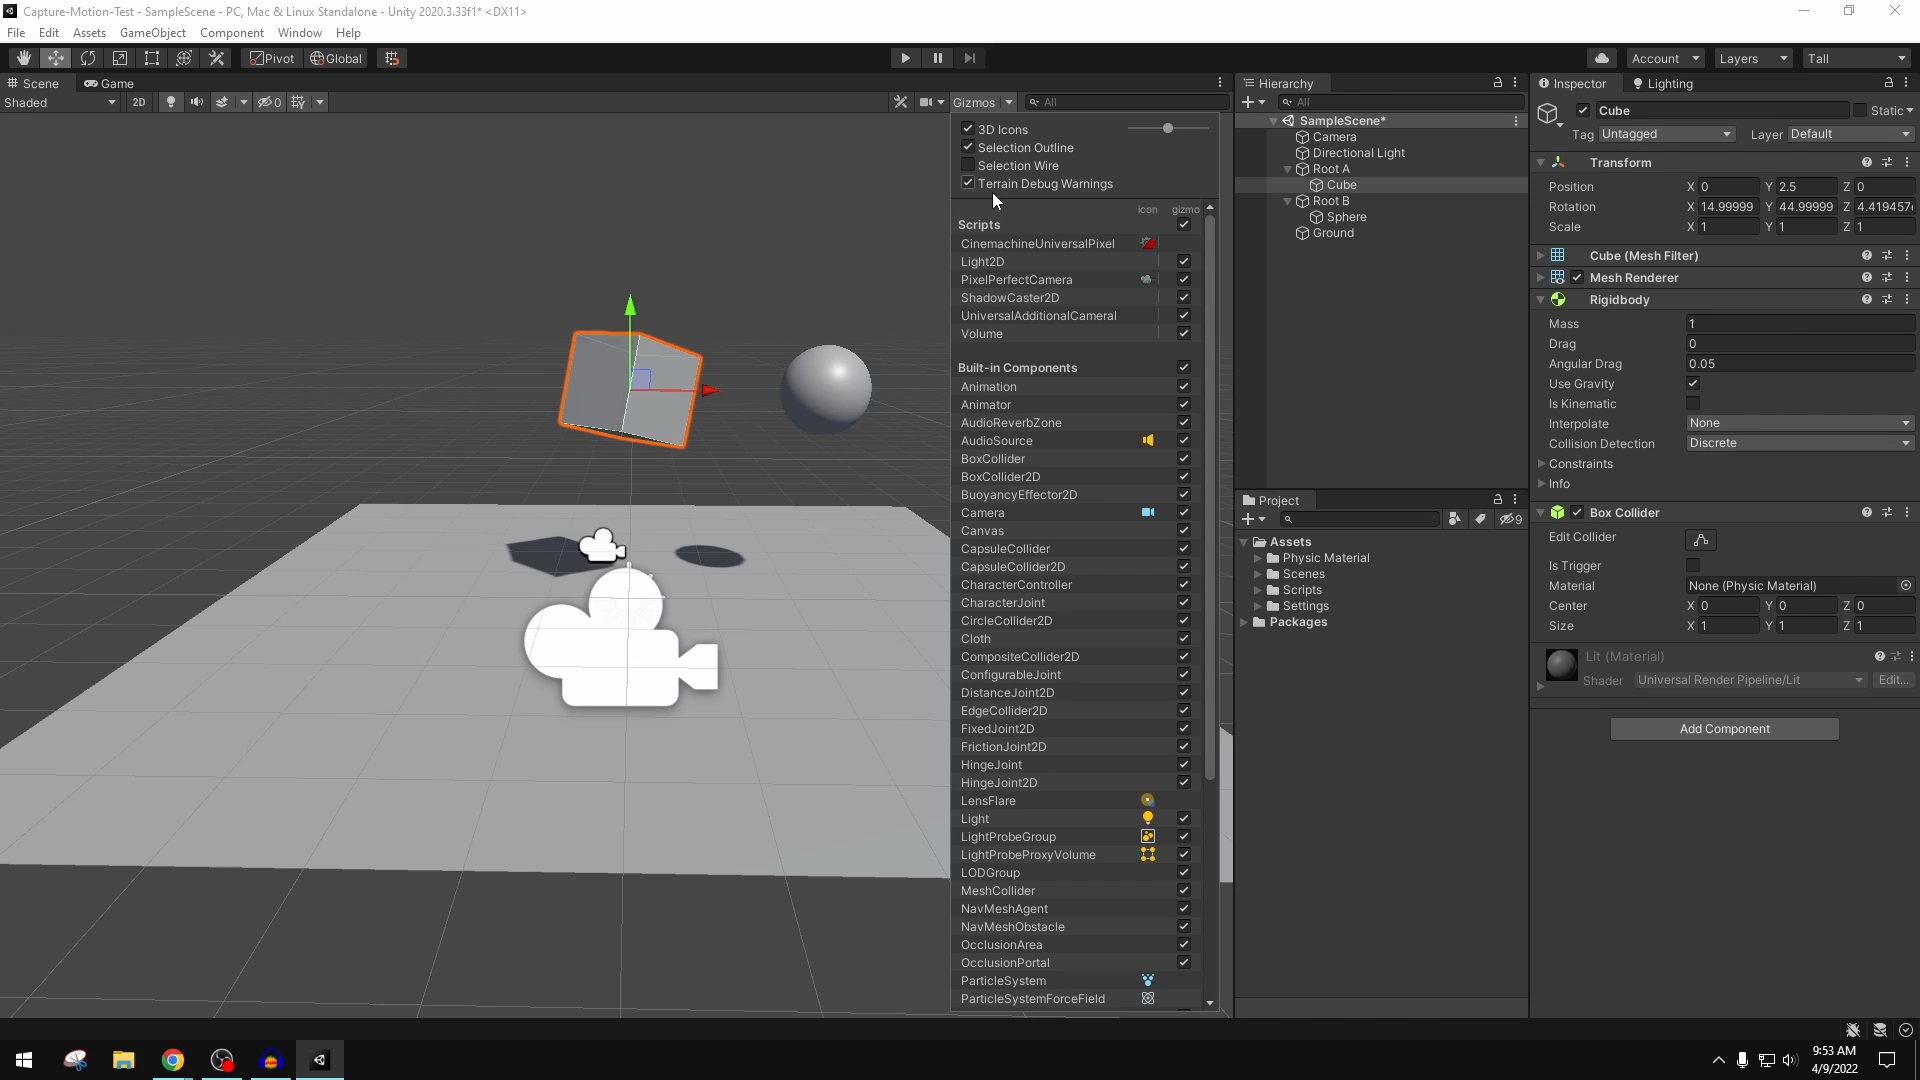 Capture-Motion-Test - SampleScene - PC, Mac & Linux Standalone - Unity 2020.3.33f1* <DX11>
File Edit Assets GameObject Component Window Help
Pivot Global Account Layers Tall
Scene Game
Shaded 2D 0 Gizmos All
3D Icons
Selection Outline
Selection Wire
Terrain Debug Warnings
icon gizmo
Scripts
CinemachineUniversalPixel
Light2D
PixelPerfectCamera
ShadowCaster2D
UniversalAdditionalCameral
Volume
Built-in Components
Animation
Animator
AudioReverbZone
AudioSource
BoxCollider
BoxCollider2D
BuoyancyEffector2D
Camera
Canvas
CapsuleCollider
CapsuleCollider2D
CharacterController
CharacterJoint
CircleCollider2D
Cloth
CompositeCollider2D
ConfigurableJoint
DistanceJoint2D
EdgeCollider2D
FixedJoint2D
FrictionJoint2D
HingeJoint
HingeJoint2D
LensFlare
Light
LightProbeGroup
LightProbeProxyVolume
LODGroup
MeshCollider
NavMeshAgent
NavMeshObstacle
OcclusionArea
OcclusionPortal
ParticleSystem
ParticleSystemForceField
Hierarchy
All
SampleScene*
Camera
Directional Light
Root A
Cube
Root B
Sphere
Ground
Project
9
Assets
Physic Material
Scenes
Scripts
Settings
Packages
Inspector Lighting
Cube Static
Tag Untagged Layer Default
Transform
Position X 0 Y 2.5 Z 0
Rotation X 14.99999 Y 44.99999 Z 4.419457
Scale X 1 Y 1 Z 1
Cube (Mesh Filter)
Mesh Renderer
Rigidbody
Mass 1
Drag 0
Angular Drag 0.05
Use Gravity
Is Kinematic
Interpolate None
Collision Detection Discrete
Constraints
Info
Box Collider
Edit Collider
Is Trigger
Material None (Physic Material)
Center X 0 Y 0 Z 0
Size X 1 Y 1 Z 1
Lit (Material)
Shader Universal Render Pipeline/Lit Edit...
Add Component
9:53 AM
4/9/2022